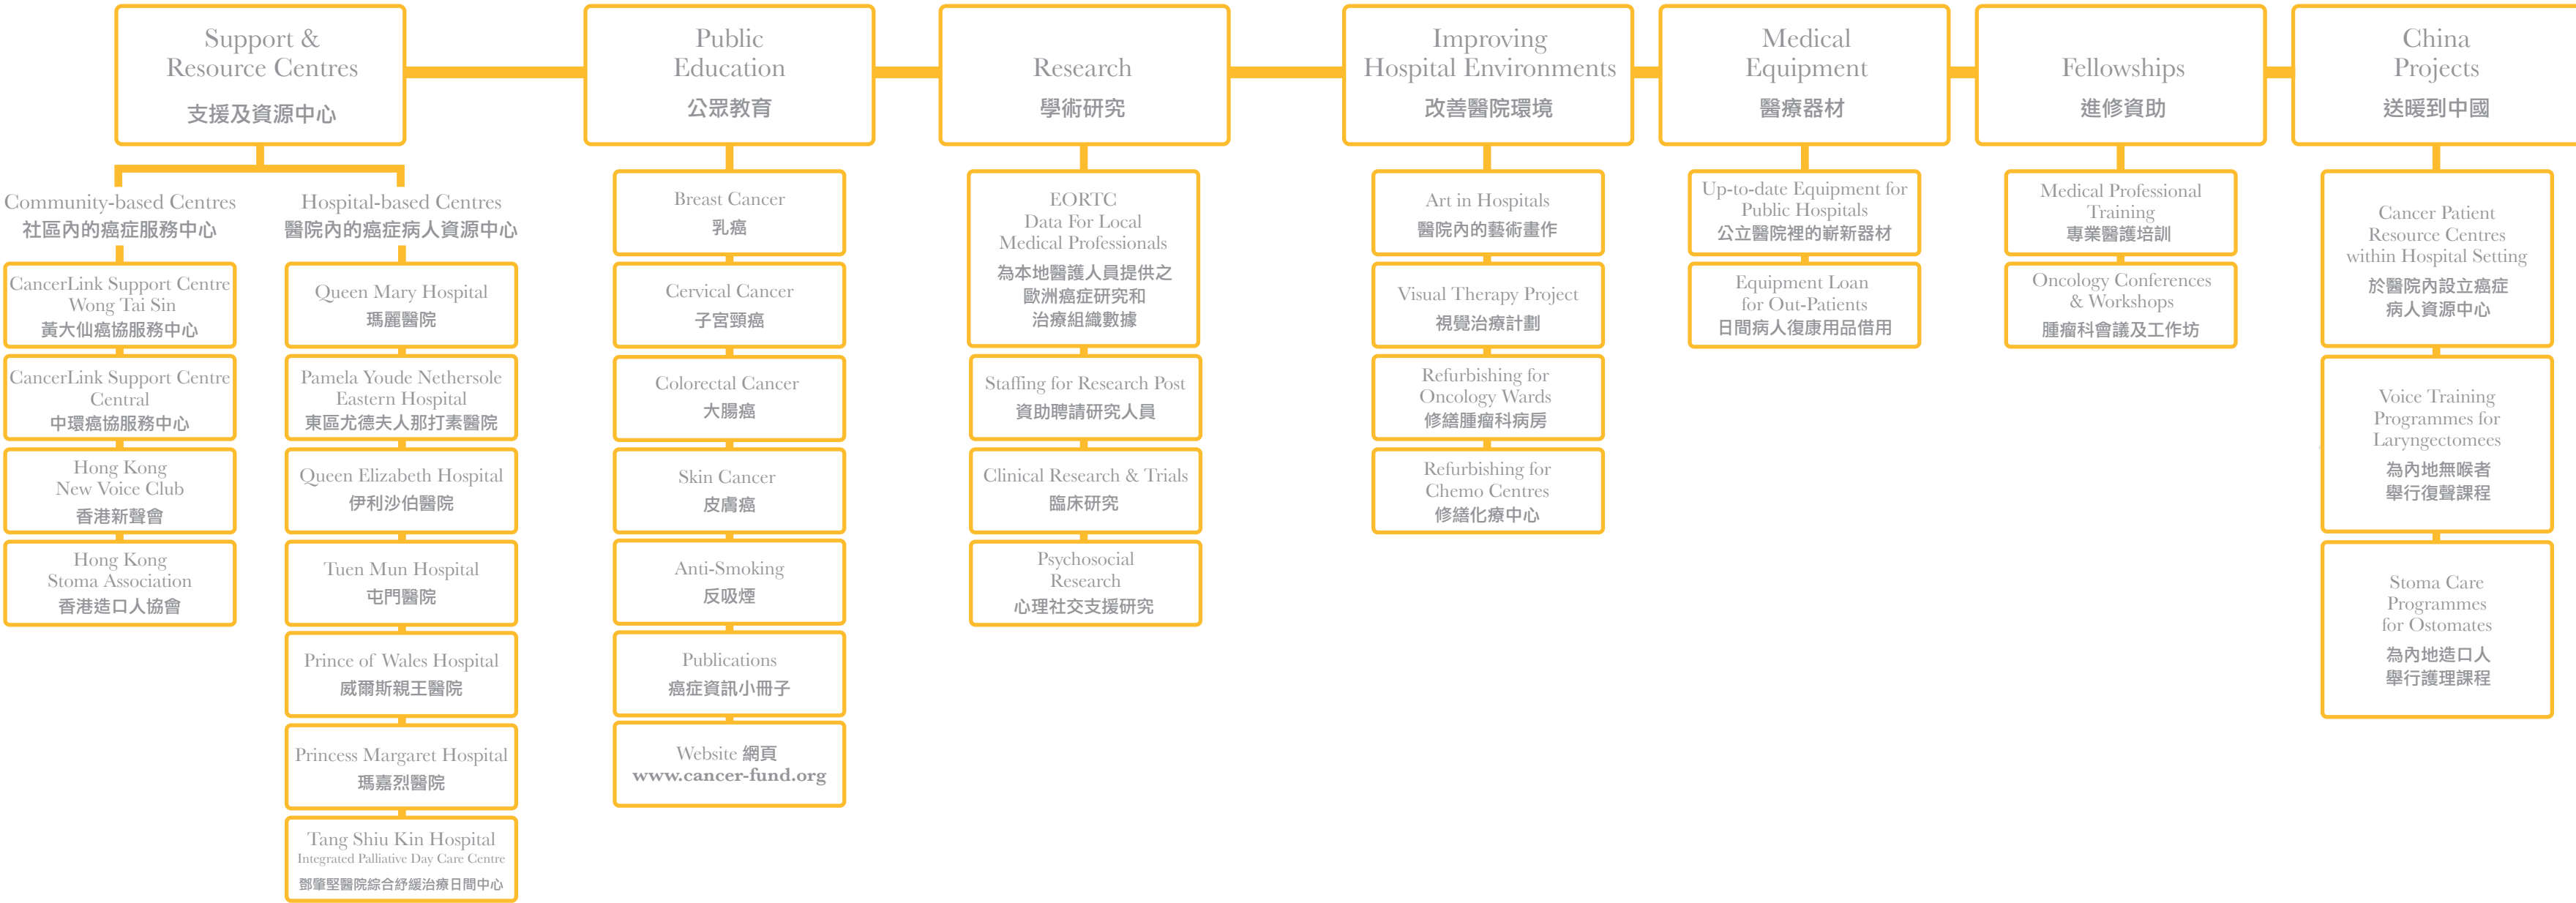 Support &
Resource Centres
支援及資源中心
Community-based Centres
社區內的癌症服務中心
CancerLink Support Centre
Wong Tai Sin
黃大仙癌協服務中心
CancerLink Support Centre
Central
中環癌協服務中心
Hong Kong
New Voice Club
香港新聲會
Hong Kong
Stoma Association
香港造口人協會
Hospital-based Centres
醫院內的癌症病人資源中心
Queen Mary Hospital
瑪麗醫院
Pamela Youde Nethersole
Eastern Hospital
東區尤德夫人那打素醫院
Queen Elizabeth Hospital
伊利沙伯醫院
Tuen Mun Hospital
屯門醫院
Prince of Wales Hospital
威爾斯親王醫院
Princess Margaret Hospital
瑪嘉烈醫院
Tang Shiu Kin Hospital
Integrated Palliative Day Care Centre
鄧肇堅醫院綜合紓緩治療日間中心
Public
Education
公眾教育
Breast Cancer
乳癌
Cervical Cancer
子宮頸癌
Colorectal Cancer
大腸癌
Skin Cancer
皮膚癌
Anti-Smoking
反吸煙
Publications
癌症資訊小冊子
Website 網頁
www.cancer-fund.org
Research
學術研究
EORTC
Data For Local
Medical Professionals
為本地醫護人員提供之
歐洲癌症研究和
治療組織數據
Staffing for Research Post
資助聘請研究人員
Clinical Research & Trials
臨床研究
Psychosocial
Research
心理社交支援研究
Improving
Hospital Environments
改善醫院環境
Art in Hospitals
醫院內的藝術畫作
Visual Therapy Project
視覺治療計劃
Refurbishing for
Oncology Wards
修繕腫瘤科病房
Refurbishing for
Chemo Centres
修繕化療中心
Medical
Equipment
醫療器材
Up-to-date Equipment for
Public Hospitals
公立醫院裡的嶄新器材
Equipment Loan
for Out-Patients
日間病人復康用品借用
Fellowships
進修資助
Medical Professional
Training
專業醫護培訓
Oncology Conferences
& Workshops
腫瘤科會議及工作坊
China
Projects
送暖到中國
Cancer Patient
Resource Centres
within Hospital Setting
於醫院內設立癌症
病人資源中心
Voice Training
Programmes for
Laryngectomees
為內地無喉者
舉行復聲課程
Stoma Care
Programmes
for Ostomates
為內地造口人
舉行護理課程